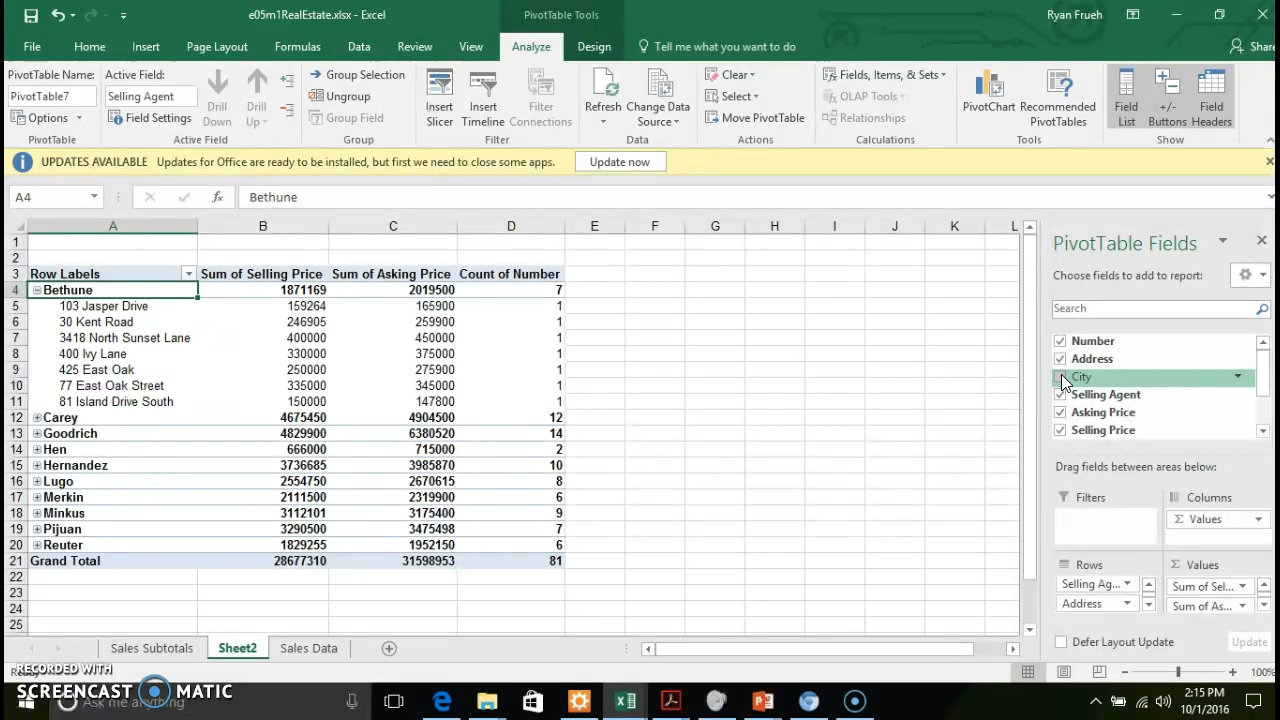 e05m1RealEstate.xlsx - Excel
PivotTable Tools
Ryan Frueh
File Home Insert Page Layout Formulas Data Review View Analyze Design Tell me what you want to do Share
PivotTable Name:
PivotTable7
Options
PivotTable
Active Field:
Selling Agent
Field Settings
Drill Down
Drill Up
Active Field
Group Selection
Ungroup
Group Field
Group
Insert Slicer
Insert Timeline
Filter Connections
Filter
Refresh
Change Data Source
Data
Clear
Select
Move PivotTable
Actions
Fields, Items, & Sets
OLAP Tools
Relationships
Calculations
PivotChart
Recommended PivotTables
Tools
Field List
+/- Buttons
Field Headers
Show
UPDATES AVAILABLE Updates for Office are ready to be installed, but first we need to close some apps. Update now
A4 fx Bethune
A B C D E F G H I J K L
1
2
3 Row Labels Sum of Selling Price Sum of Asking Price Count of Number
4 Bethune 1871169 2019500 7
5 103 Jasper Drive 159264 165900 1
6 30 Kent Road 246905 259900 1
7 3418 North Sunset Lane 400000 450000 1
8 400 Ivy Lane 330000 375000 1
9 425 East Oak 250000 275900 1
10 77 East Oak Street 335000 345000 1
11 81 Island Drive South 150000 147800 1
12 Carey 4675450 4904500 12
13 Goodrich 4829900 6380520 14
14 Hen 666000 715000 2
15 Hernandez 3736685 3985870 10
16 Lugo 2554750 2670615 8
17 Merkin 2111500 2319900 6
18 Minkus 3112101 3175400 9
19 Pijuan 3290500 3475498 7
20 Reuter 1829255 1952150 6
21 Grand Total 28677310 31598953 81
22
23
24
25
PivotTable Fields
Choose fields to add to report:
Search
Number
Address
City
Selling Agent
Asking Price
Selling Price
Drag fields between areas below:
Filters
Columns
Σ Values
Rows
Selling Ag...
Address
Σ Values
Sum of Sel...
Sum of As...
Defer Layout Update Update
Sales Subtotals Sheet2 Sales Data
100%
RECORDED WITH
SCREENCAST MATIC
Ask me anything
2:15 PM
10/1/2016